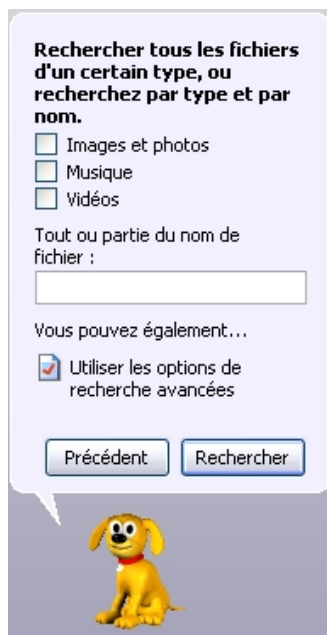 Rechercher tous les fichiers
d'un certain type, ou
recherchez par type et par
nom.
Images et photos
Musique
Vidéos
Tout ou partie du nom de
fichier :
Vous pouvez également...
Utiliser les options de
recherche avancées
Précédent
Rechercher